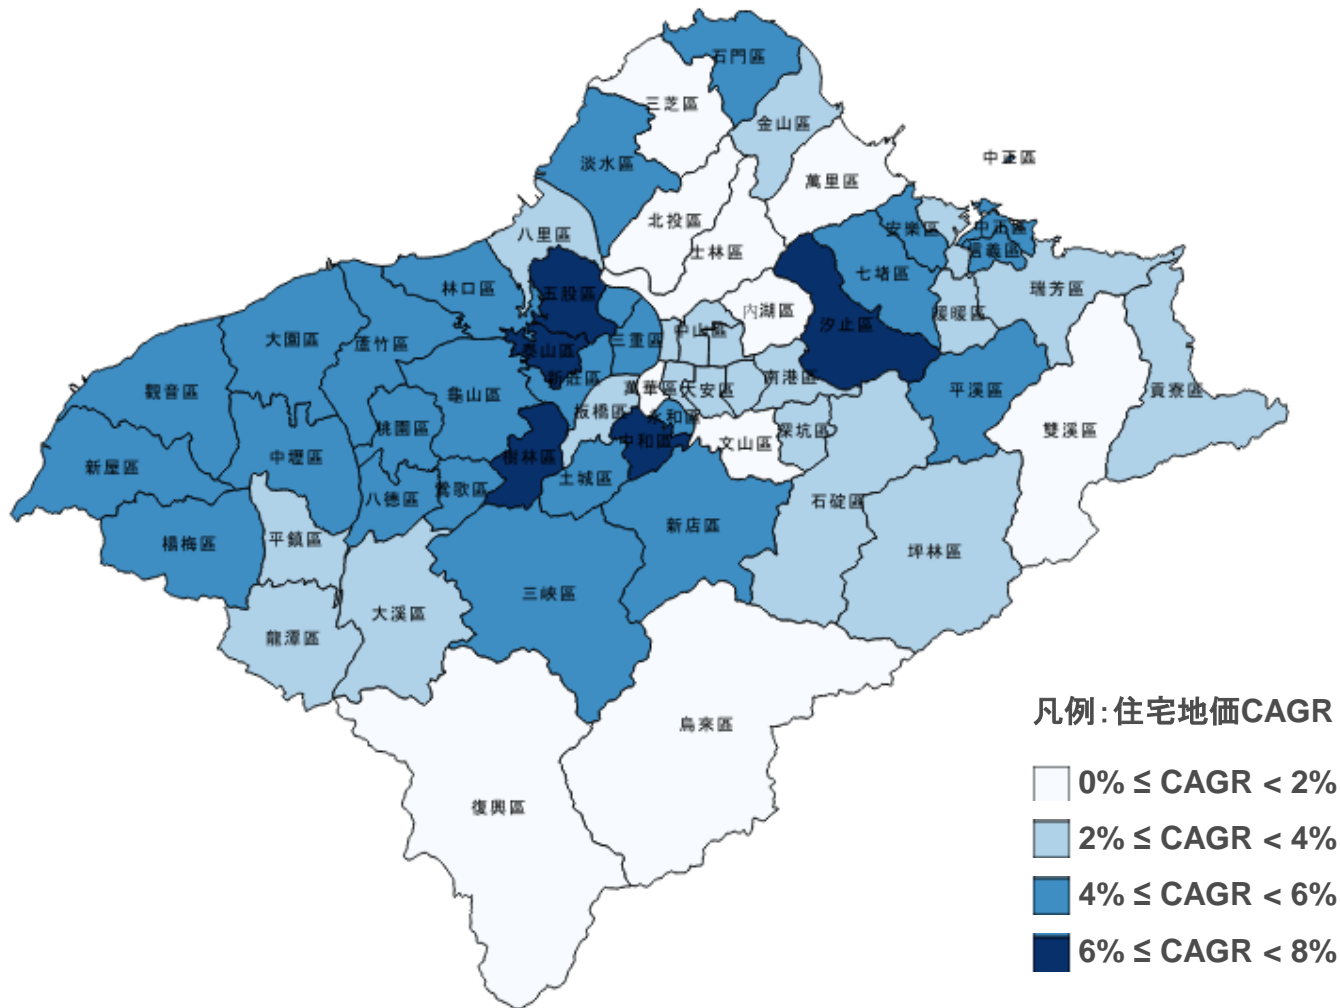 石門區
三芝區
金山區
淡水區
中正區
萬里區
北投區
八里區
士林區
安樂區
中正區
信義區
七堵區
林口區
五股區
瑞芳區
內湖區
暖暖區
汐止區
中山區
大園區
蘆竹區
三重區
泰山區
新莊區
南港區
觀音區
龜山區
萬華區
大安區
平溪區
貢寮區
板橋區
永和區
桃園區
中和區
文山區
深坑區
雙溪區
新屋區
中壢區
樹林區
土城區
八德區
鶯歌區
石碇區
新店區
楊梅區
平鎮區
坪林區
三峽區
大溪區
龍潭區
烏來區
復興區
凡例：住宅地価CAGR
0% ≤ CAGR < 2%
2% ≤ CAGR < 4%
4% ≤ CAGR < 6%
6% ≤ CAGR < 8%